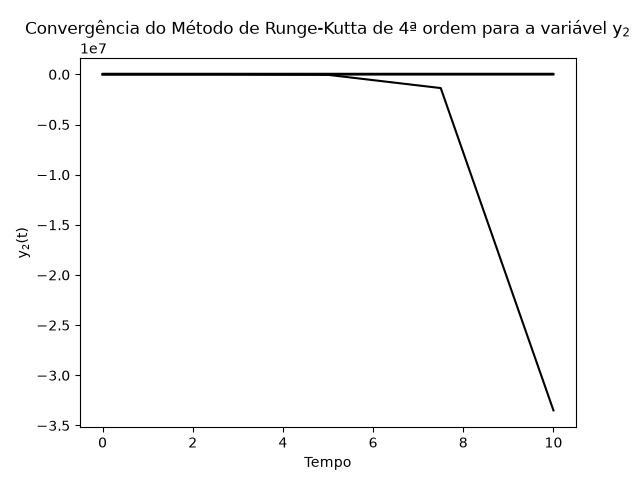 Convergência do Método de Runge-Kutta de 4ª ordem para a variável y₂
1e7
0.0
−0.5
−1.0
−1.5
−2.0
−2.5
−3.0
−3.5
y₂(t)
0 2 4 6 8 10
Tempo